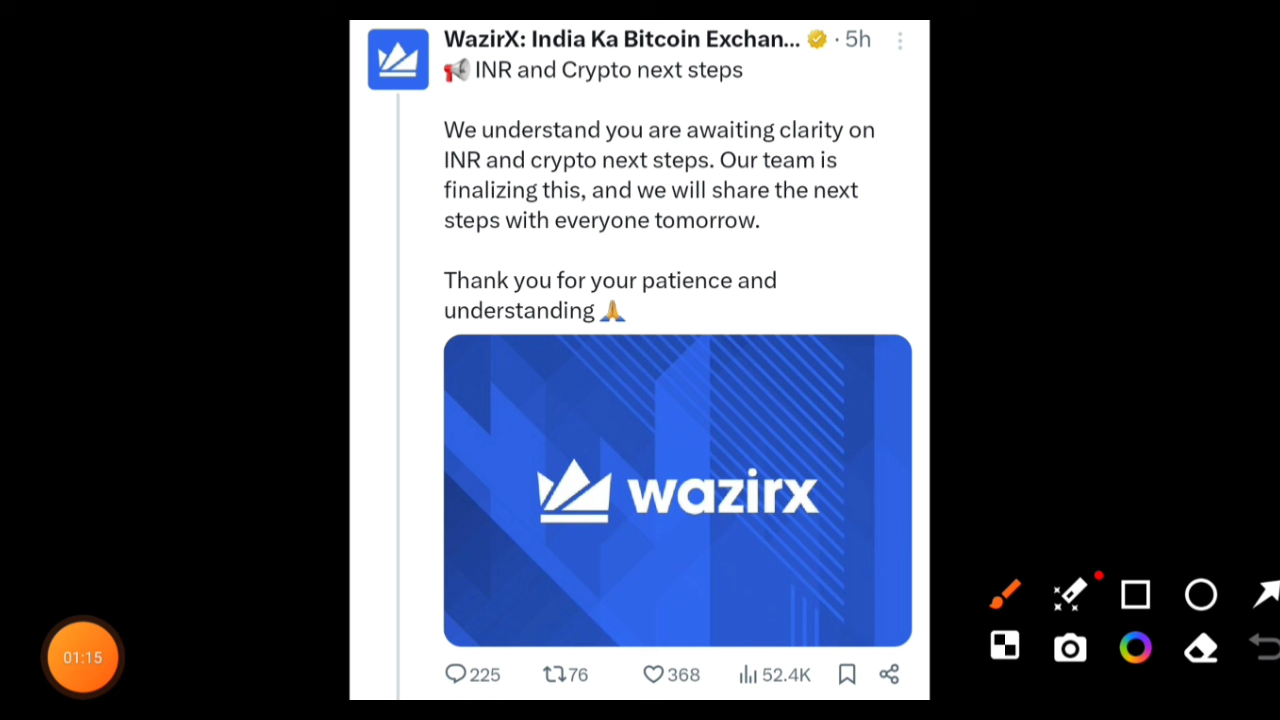 WazirX: India Ka Bitcoin Exchan... · 5h
📢 INR and Crypto next steps
We understand you are awaiting clarity on
INR and crypto next steps. Our team is
finalizing this, and we will share the next
steps with everyone tomorrow.
Thank you for your patience and
understanding 🙏
wazirx
225 76 368 52.4K
01:15